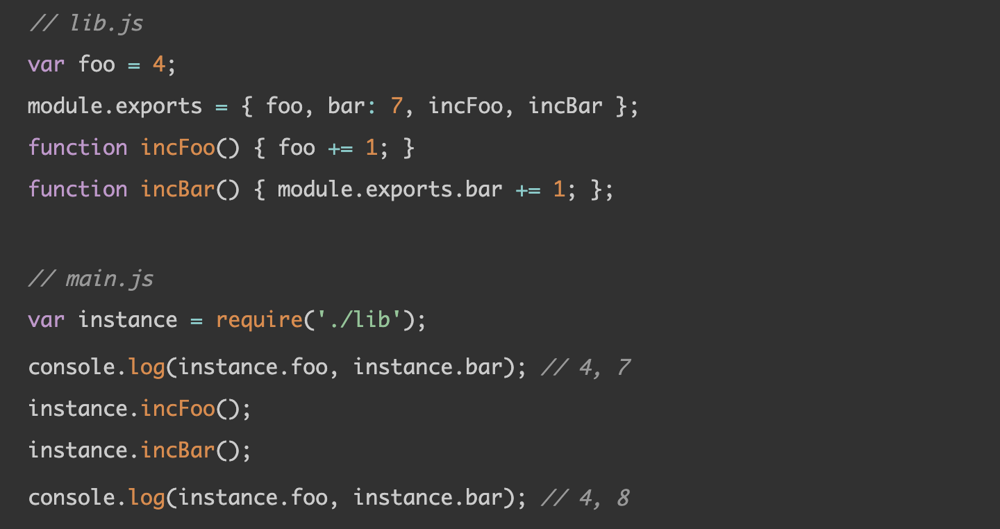 // lib.js
var foo = 4;
module.exports = { foo, bar: 7, incFoo, incBar };
function incFoo() { foo += 1; }
function incBar() { module.exports.bar += 1; };
// main.js
var instance = require('./lib');
console.log(instance.foo, instance.bar); // 4, 7
instance.incFoo();
instance.incBar();
console.log(instance.foo, instance.bar); // 4, 8